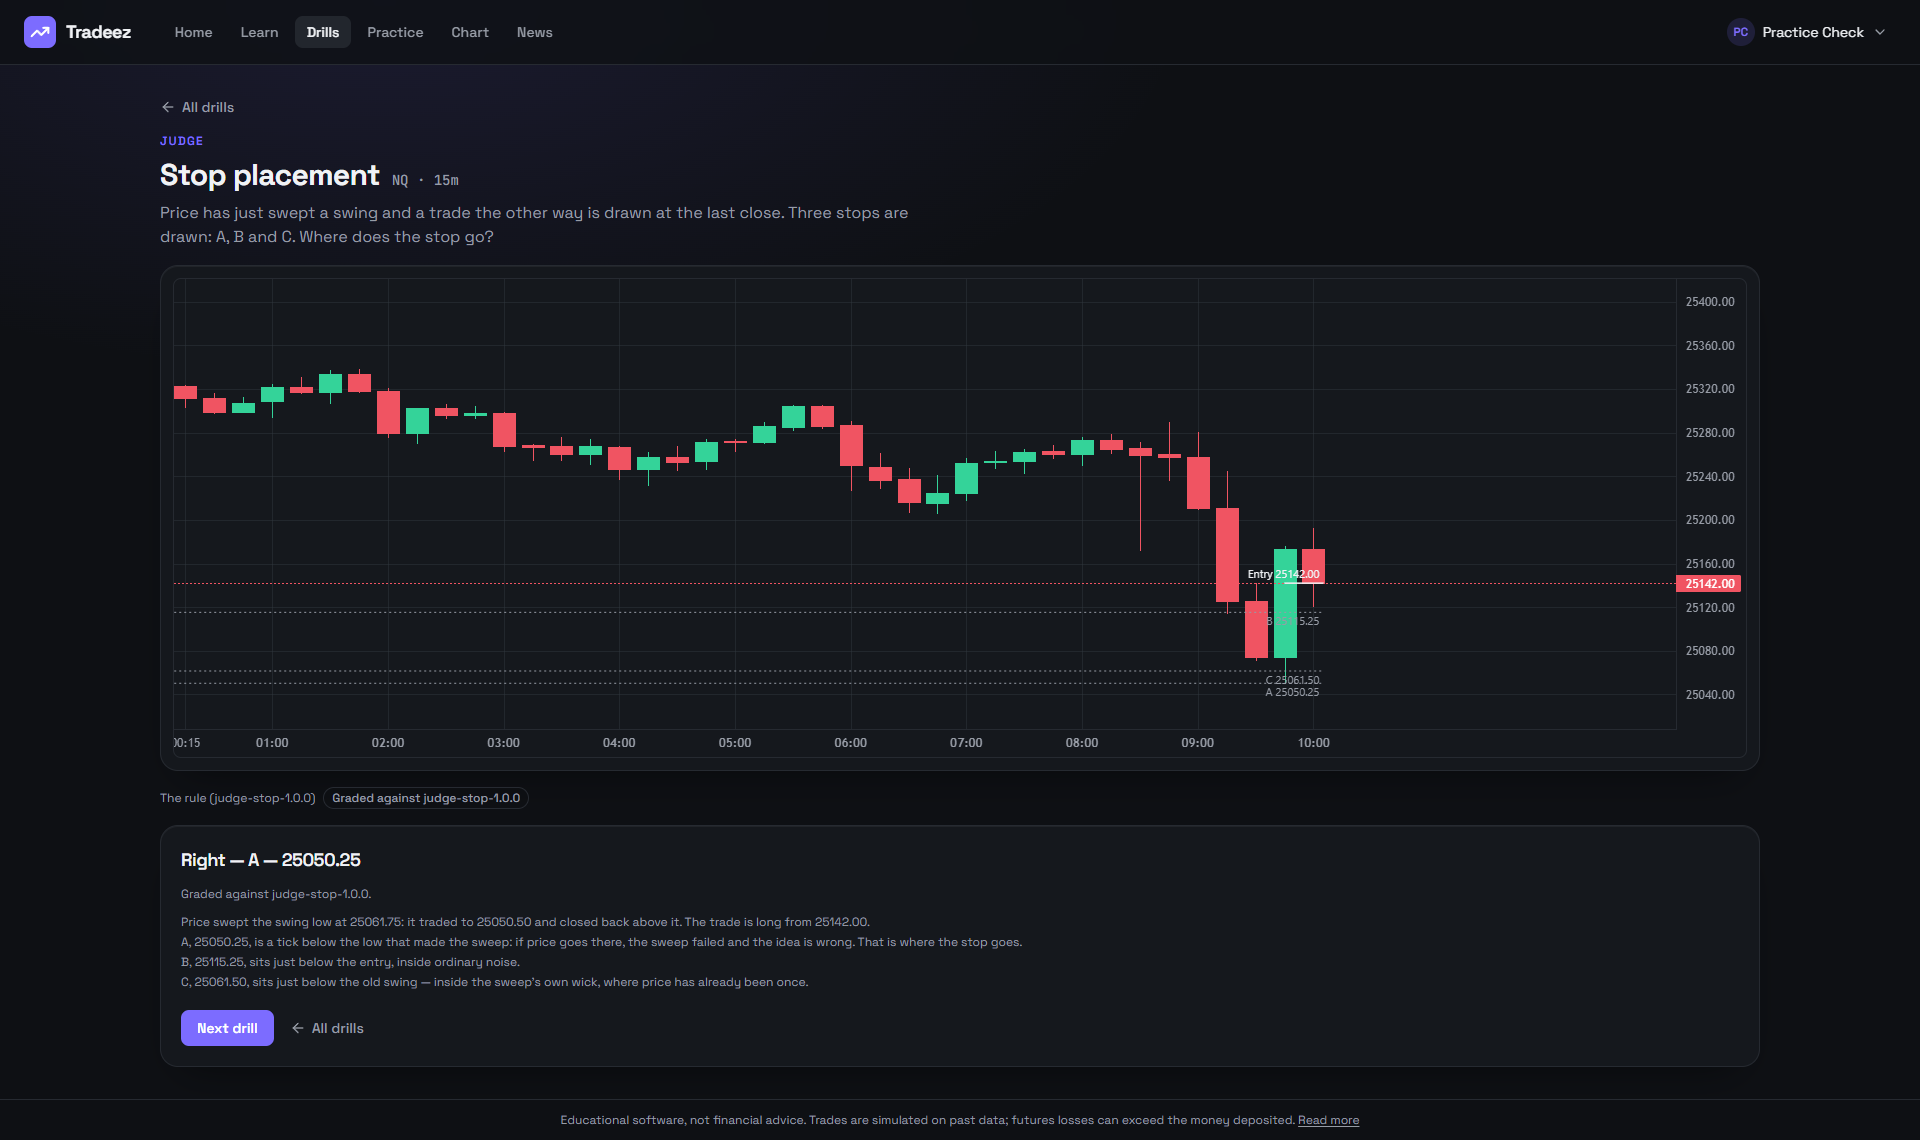 Tradeez
Home
Learn
Drills
Practice
Chart
News
PC
Practice Check
← All drills
JUDGE
Stop placement NQ · 15m
Price has just swept a swing and a trade the other way is drawn at the last close. Three stops are
drawn: A, B and C. Where does the stop go?
25400.00
25360.00
25320.00
25280.00
25240.00
25200.00
25160.00
25142.00
25120.00
25080.00
25040.00
Entry 25142.00
C 25061.50
A 25050.25
01:00
02:00
03:00
04:00
05:00
06:00
07:00
08:00
09:00
10:00
The rule (judge-stop-1.0.0)
Graded against judge-stop-1.0.0
Right — A — 25050.25
Graded against judge-stop-1.0.0.
Price swept the swing low at 25061.75: it traded to 25050.50 and closed back above it. The trade is long from 25142.00.
A, 25050.25, is a tick below the low that made the sweep: if price goes there, the sweep failed and the idea is wrong. That is where the stop goes.
B, 25115.25, sits just below the entry, inside ordinary noise.
C, 25061.50, sits just below the old swing — inside the sweep's own wick, where price has already been once.
Next drill
← All drills
Educational software, not financial advice. Trades are simulated on past data; futures losses can exceed the money deposited. Read more